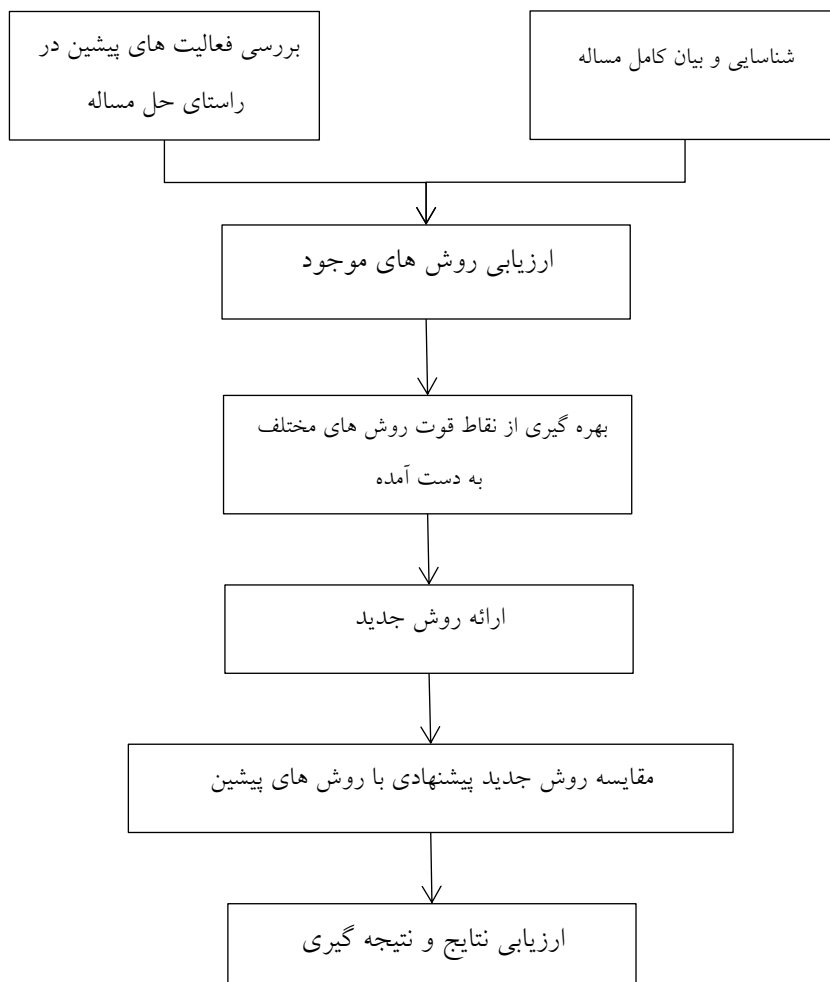 شناسایی و بیان کامل مساله
بررسی فعالیت های پیشین در
راستای حل مساله
ارزیابی روش های موجود
بهره گیری از نقاط قوت روش های مختلف
به دست آمده
ارائه روش جدید
مقایسه روش جدید پیشنهادی با روش های پیشین
ارزیابی نتایج و نتیجه گیری